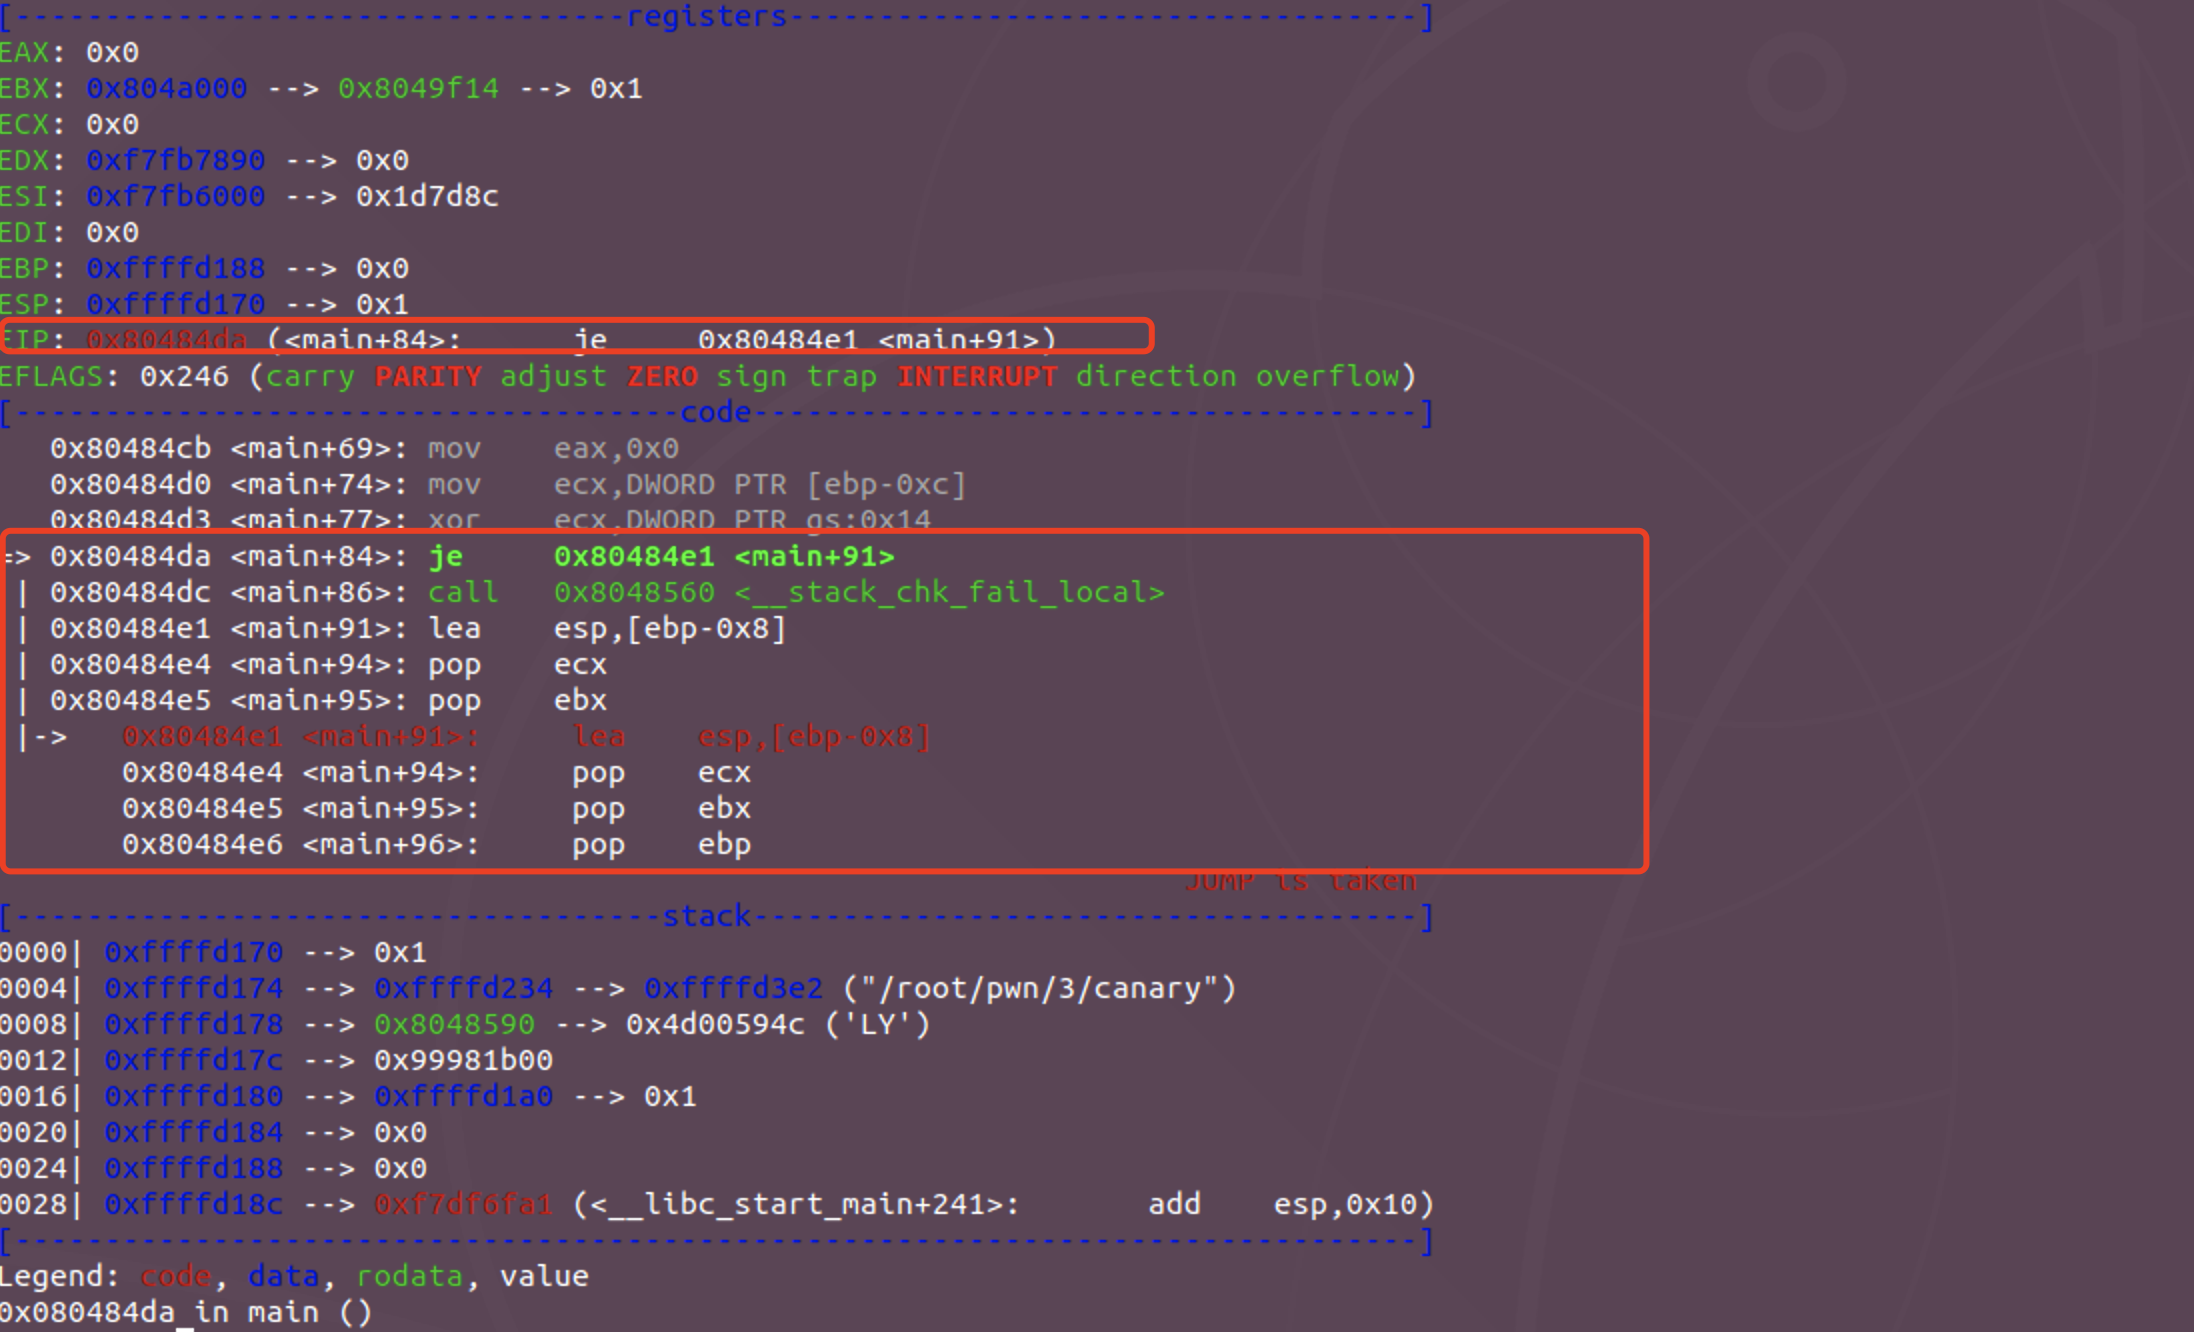 [----------------------------------registers-----------------------------------]
EAX: 0x0
EBX: 0x804a000 --> 0x8049f14 --> 0x1
ECX: 0x0
EDX: 0xf7fb7890 --> 0x0
ESI: 0xf7fb6000 --> 0x1d7d8c
EDI: 0x0
EBP: 0xffffd188 --> 0x0
ESP: 0xffffd170 --> 0x1
EIP: 0x80484da (<main+84>:      je     0x80484e1 <main+91>)
EFLAGS: 0x246 (carry PARITY adjust ZERO sign trap INTERRUPT direction overflow)
[-------------------------------------code-------------------------------------]
   0x80484cb <main+69>: mov    eax,0x0
   0x80484d0 <main+74>: mov    ecx,DWORD PTR [ebp-0xc]
   0x80484d3 <main+77>: xor    ecx,DWORD PTR gs:0x14
=> 0x80484da <main+84>: je     0x80484e1 <main+91>
 | 0x80484dc <main+86>: call   0x8048560 <__stack_chk_fail_local>
 | 0x80484e1 <main+91>: lea    esp,[ebp-0x8]
 | 0x80484e4 <main+94>: pop    ecx
 | 0x80484e5 <main+95>: pop    ebx
 |->   0x80484e1 <main+91>:     lea    esp,[ebp-0x8]
       0x80484e4 <main+94>:     pop    ecx
       0x80484e5 <main+95>:     pop    ebx
       0x80484e6 <main+96>:     pop    ebp
                                                                  JUMP is taken
[------------------------------------stack-------------------------------------]
0000| 0xffffd170 --> 0x1
0004| 0xffffd174 --> 0xffffd234 --> 0xffffd3e2 ("/root/pwn/3/canary")
0008| 0xffffd178 --> 0x8048590 --> 0x4d00594c ('LY')
0012| 0xffffd17c --> 0x99981b00
0016| 0xffffd180 --> 0xffffd1a0 --> 0x1
0020| 0xffffd184 --> 0x0
0024| 0xffffd188 --> 0x0
0028| 0xffffd18c --> 0xf7df6fa1 (<__libc_start_main+241>:       add    esp,0x10)
[------------------------------------------------------------------------------]
Legend: code, data, rodata, value
0x080484da in main ()